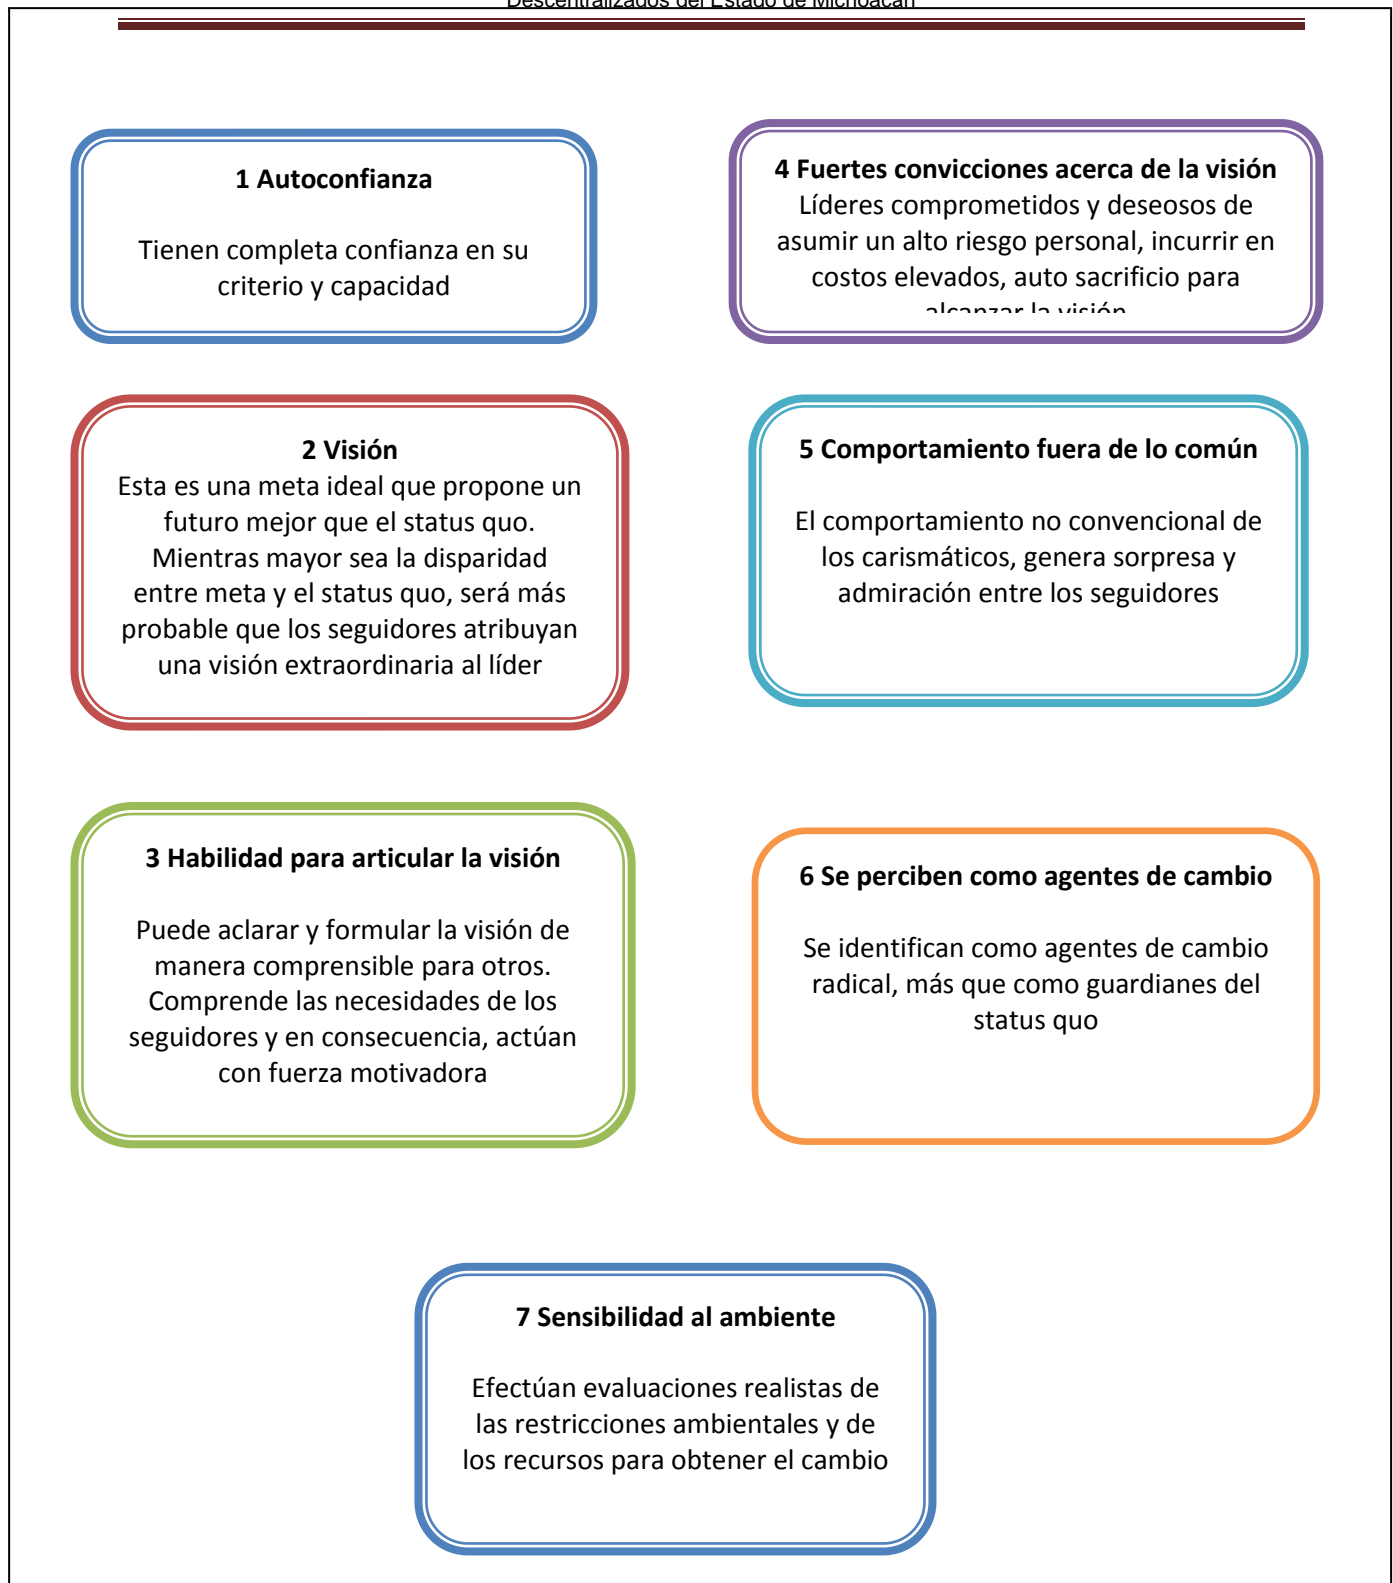 Descentralizados del Estado de Michoacán
1 Autoconfianza
Tienen completa confianza en su
criterio y capacidad
2 Visión
Esta es una meta ideal que propone un
futuro mejor que el status quo.
Mientras mayor sea la disparidad
entre meta y el status quo, será más
probable que los seguidores atribuyan
una visión extraordinaria al líder
3 Habilidad para articular la visión
Puede aclarar y formular la visión de
manera comprensible para otros.
Comprende las necesidades de los
seguidores y en consecuencia, actúan
con fuerza motivadora
4 Fuertes convicciones acerca de la visión
Líderes comprometidos y deseosos de
asumir un alto riesgo personal, incurrir en
costos elevados, auto sacrificio para
alcanzar la visión
5 Comportamiento fuera de lo común
El comportamiento no convencional de
los carismáticos, genera sorpresa y
admiración entre los seguidores
6 Se perciben como agentes de cambio
Se identifican como agentes de cambio
radical, más que como guardianes del
status quo
7 Sensibilidad al ambiente
Efectúan evaluaciones realistas de
las restricciones ambientales y de
los recursos para obtener el cambio